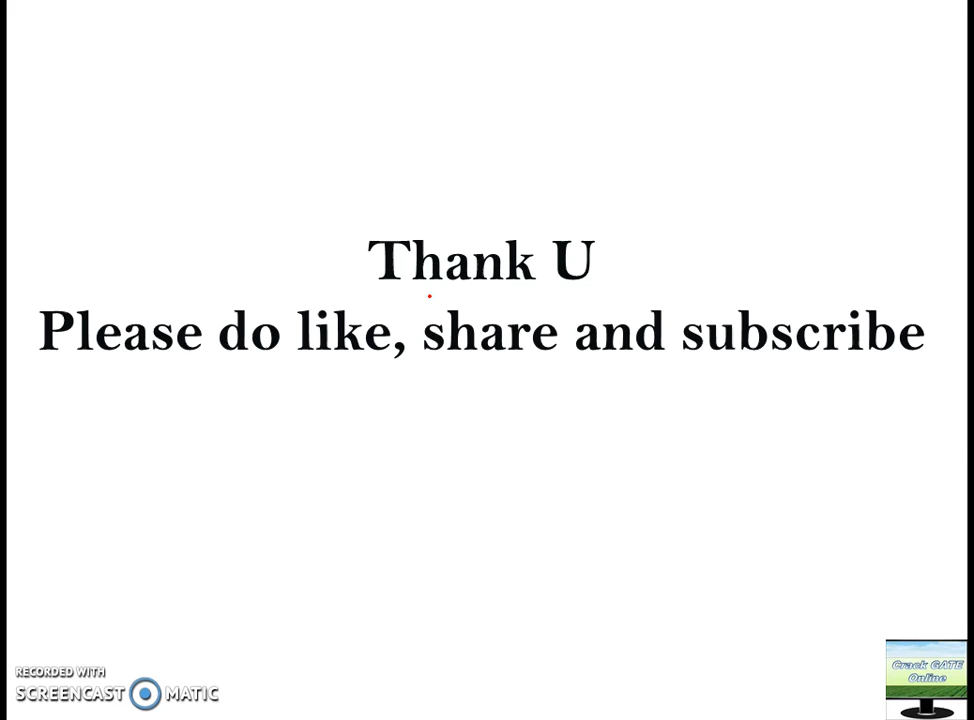 Thank U
Please do like, share and subscribe
RECORDED WITH
SCREENCAST MATIC
Crack GATE
Online